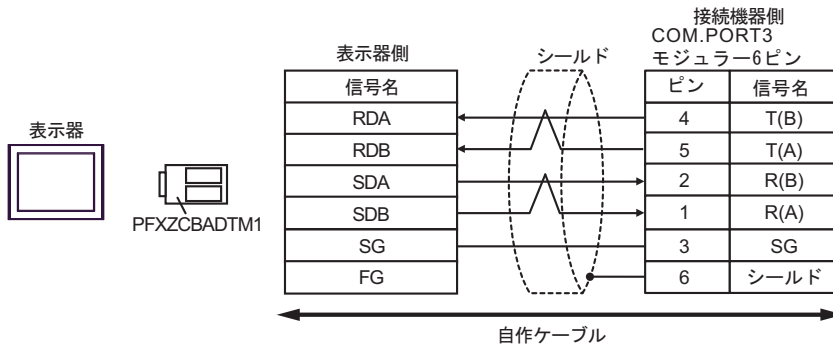 接続機器側
COM.PORT3
モジュラー6ピン
表示器側
シールド
信号名
ピン 信号名
RDA 4 T(B)
RDB 5 T(A)
SDA 2 R(B)
SDB 1 R(A)
SG 3 SG
FG 6 シールド
表示器
PFXZCBADTM1
自作ケーブル